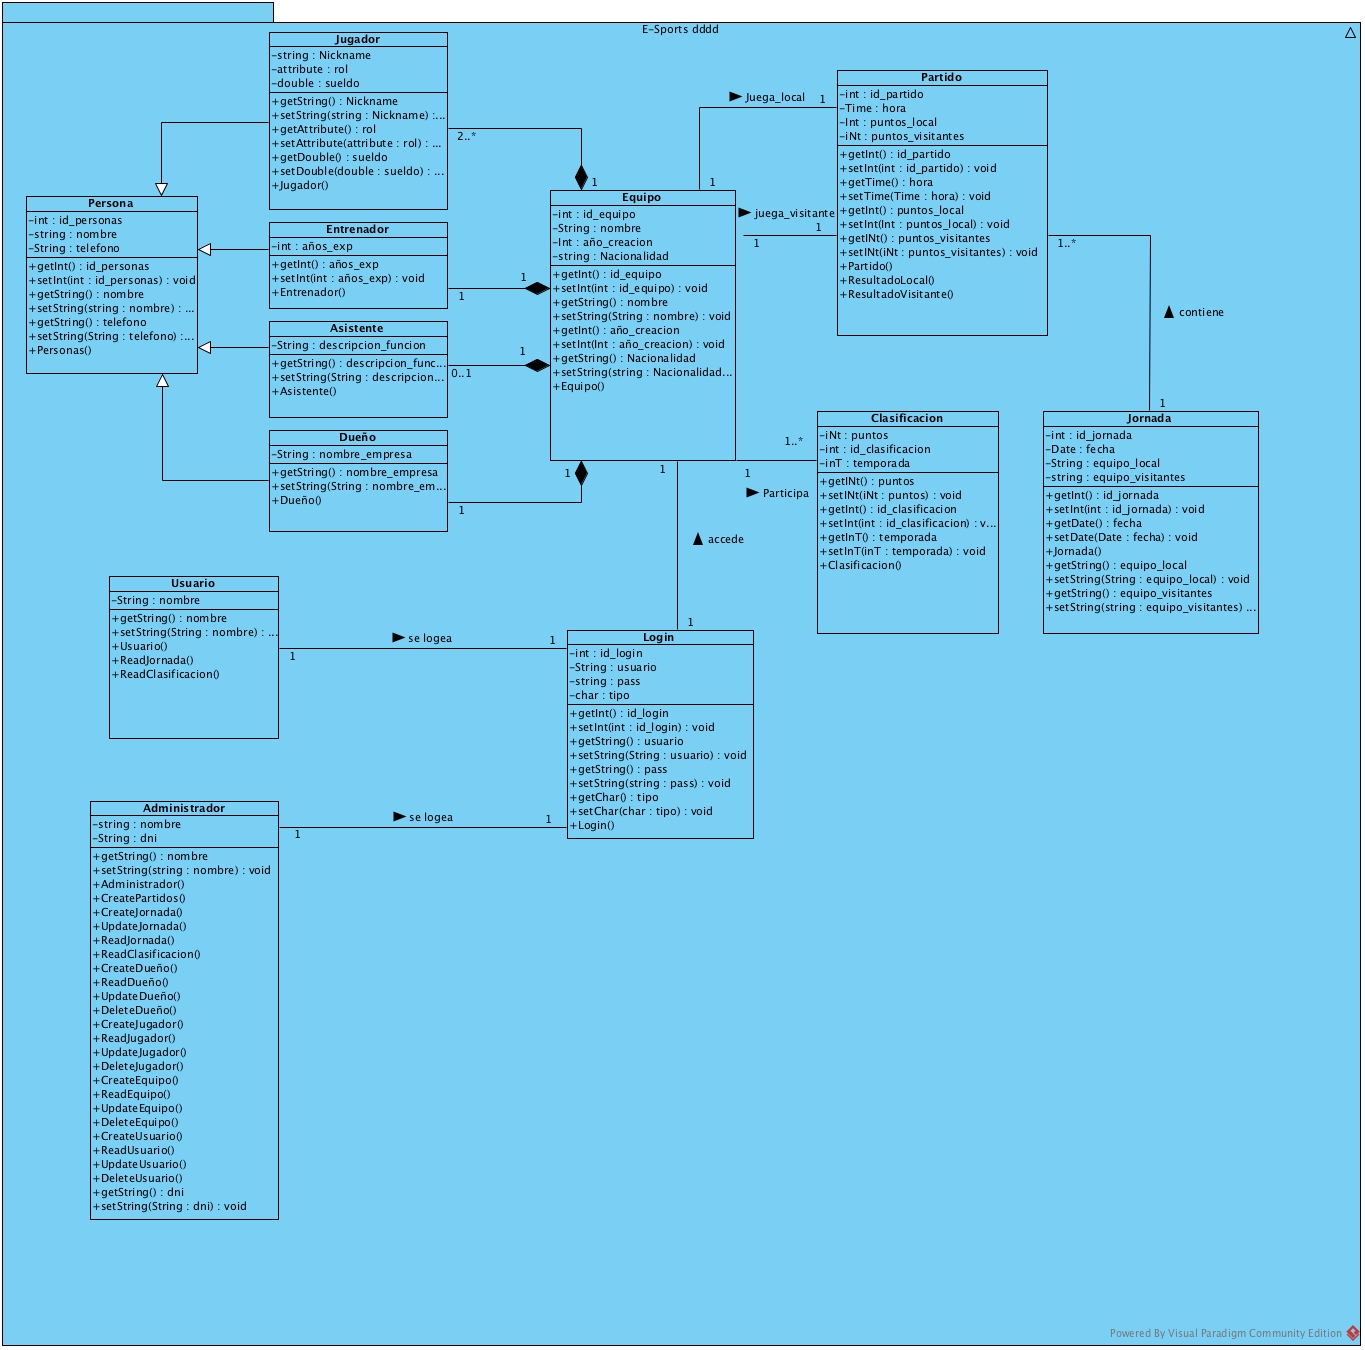 E-Sports dddd
Jugador
-string : Nickname
-attribute : rol
-double : sueldo
+getString() : Nickname
+setString(string : Nickname) :...
+getAttribute() : rol
+setAttribute(attribute : rol) : ...
+getDouble() : sueldo
+setDouble(double : sueldo) : ...
+Jugador()
2..*
1
Juega_local
1
1
Partido
-int : id_partido
-Time : hora
-Int : puntos_local
-iNt : puntos_visitantes
+getInt() : id_partido
+setInt(int : id_partido) : void
+getTime() : hora
+setTime(Time : hora) : void
+getInt() : puntos_local
+setInt(Int : puntos_local) : void
+getINt() : puntos_visitantes
+setINt(iNt : puntos_visitantes) : void
+Partido()
+ResultadoLocal()
+ResultadoVisitante()
Persona
-int : id_personas
-string : nombre
-String : telefono
+getInt() : id_personas
+setInt(int : id_personas) : void
+getString() : nombre
+setString(string : nombre) : ...
+getString() : telefono
+setString(String : telefono) :...
+Personas()
Entrenador
-int : años_exp
+getInt() : años_exp
+setInt(int : años_exp) : void
+Entrenador()
1
1
Equipo
-int : id_equipo
-String : nombre
-Int : año_creacion
-string : Nacionalidad
+getInt() : id_equipo
+setInt(int : id_equipo) : void
+getString() : nombre
+setString(String : nombre) : void
+getInt() : año_creacion
+setInt(Int : año_creacion) : void
+getString() : Nacionalidad
+setString(string : Nacionalidad...
+Equipo()
juega_visitante
1
1
1..*
contiene
1
Asistente
-String : descripcion_funcion
+getString() : descripcion_func...
+setString(String : descripcion...
+Asistente()
1
0..1
Dueño
-String : nombre_empresa
+getString() : nombre_empresa
+setString(String : nombre_em...
+Dueño()
1
1
1
1..*
1
Participa
Clasificacion
-iNt : puntos
-int : id_clasificacion
-inT : temporada
+getINt() : puntos
+setINt(iNt : puntos) : void
+getInt() : id_clasificacion
+setInt(int : id_clasificacion) : v...
+getInT() : temporada
+setInT(inT : temporada) : void
+Clasificacion()
Jornada
-int : id_jornada
-Date : fecha
-String : equipo_local
-string : equipo_visitantes
+getInt() : id_jornada
+setInt(int : id_jornada) : void
+getDate() : fecha
+setDate(Date : fecha) : void
+Jornada()
+getString() : equipo_local
+setString(String : equipo_local) : void
+getString() : equipo_visitantes
+setString(string : equipo_visitantes) ...
accede
1
Usuario
-String : nombre
+getString() : nombre
+setString(String : nombre) : ...
+Usuario()
+ReadJornada()
+ReadClasificacion()
se logea
1
1
Login
-int : id_login
-String : usuario
-string : pass
-char : tipo
+getInt() : id_login
+setInt(int : id_login) : void
+getString() : usuario
+setString(String : usuario) : void
+getString() : pass
+setString(string : pass) : void
+getChar() : tipo
+setChar(char : tipo) : void
+Login()
Administrador
-string : nombre
-String : dni
+getString() : nombre
+setString(string : nombre) : void
+Administrador()
+CreatePartidos()
+CreateJornada()
+UpdateJornada()
+ReadJornada()
+ReadClasificacion()
+CreateDueño()
+ReadDueño()
+UpdateDueño()
+DeleteDueño()
+CreateJugador()
+ReadJugador()
+UpdateJugador()
+DeleteJugador()
+CreateEquipo()
+ReadEquipo()
+UpdateEquipo()
+DeleteEquipo()
+CreateUsuario()
+ReadUsuario()
+UpdateUsuario()
+DeleteUsuario()
+getString() : dni
+setString(String : dni) : void
se logea
1
1
Powered By Visual Paradigm Community Edition